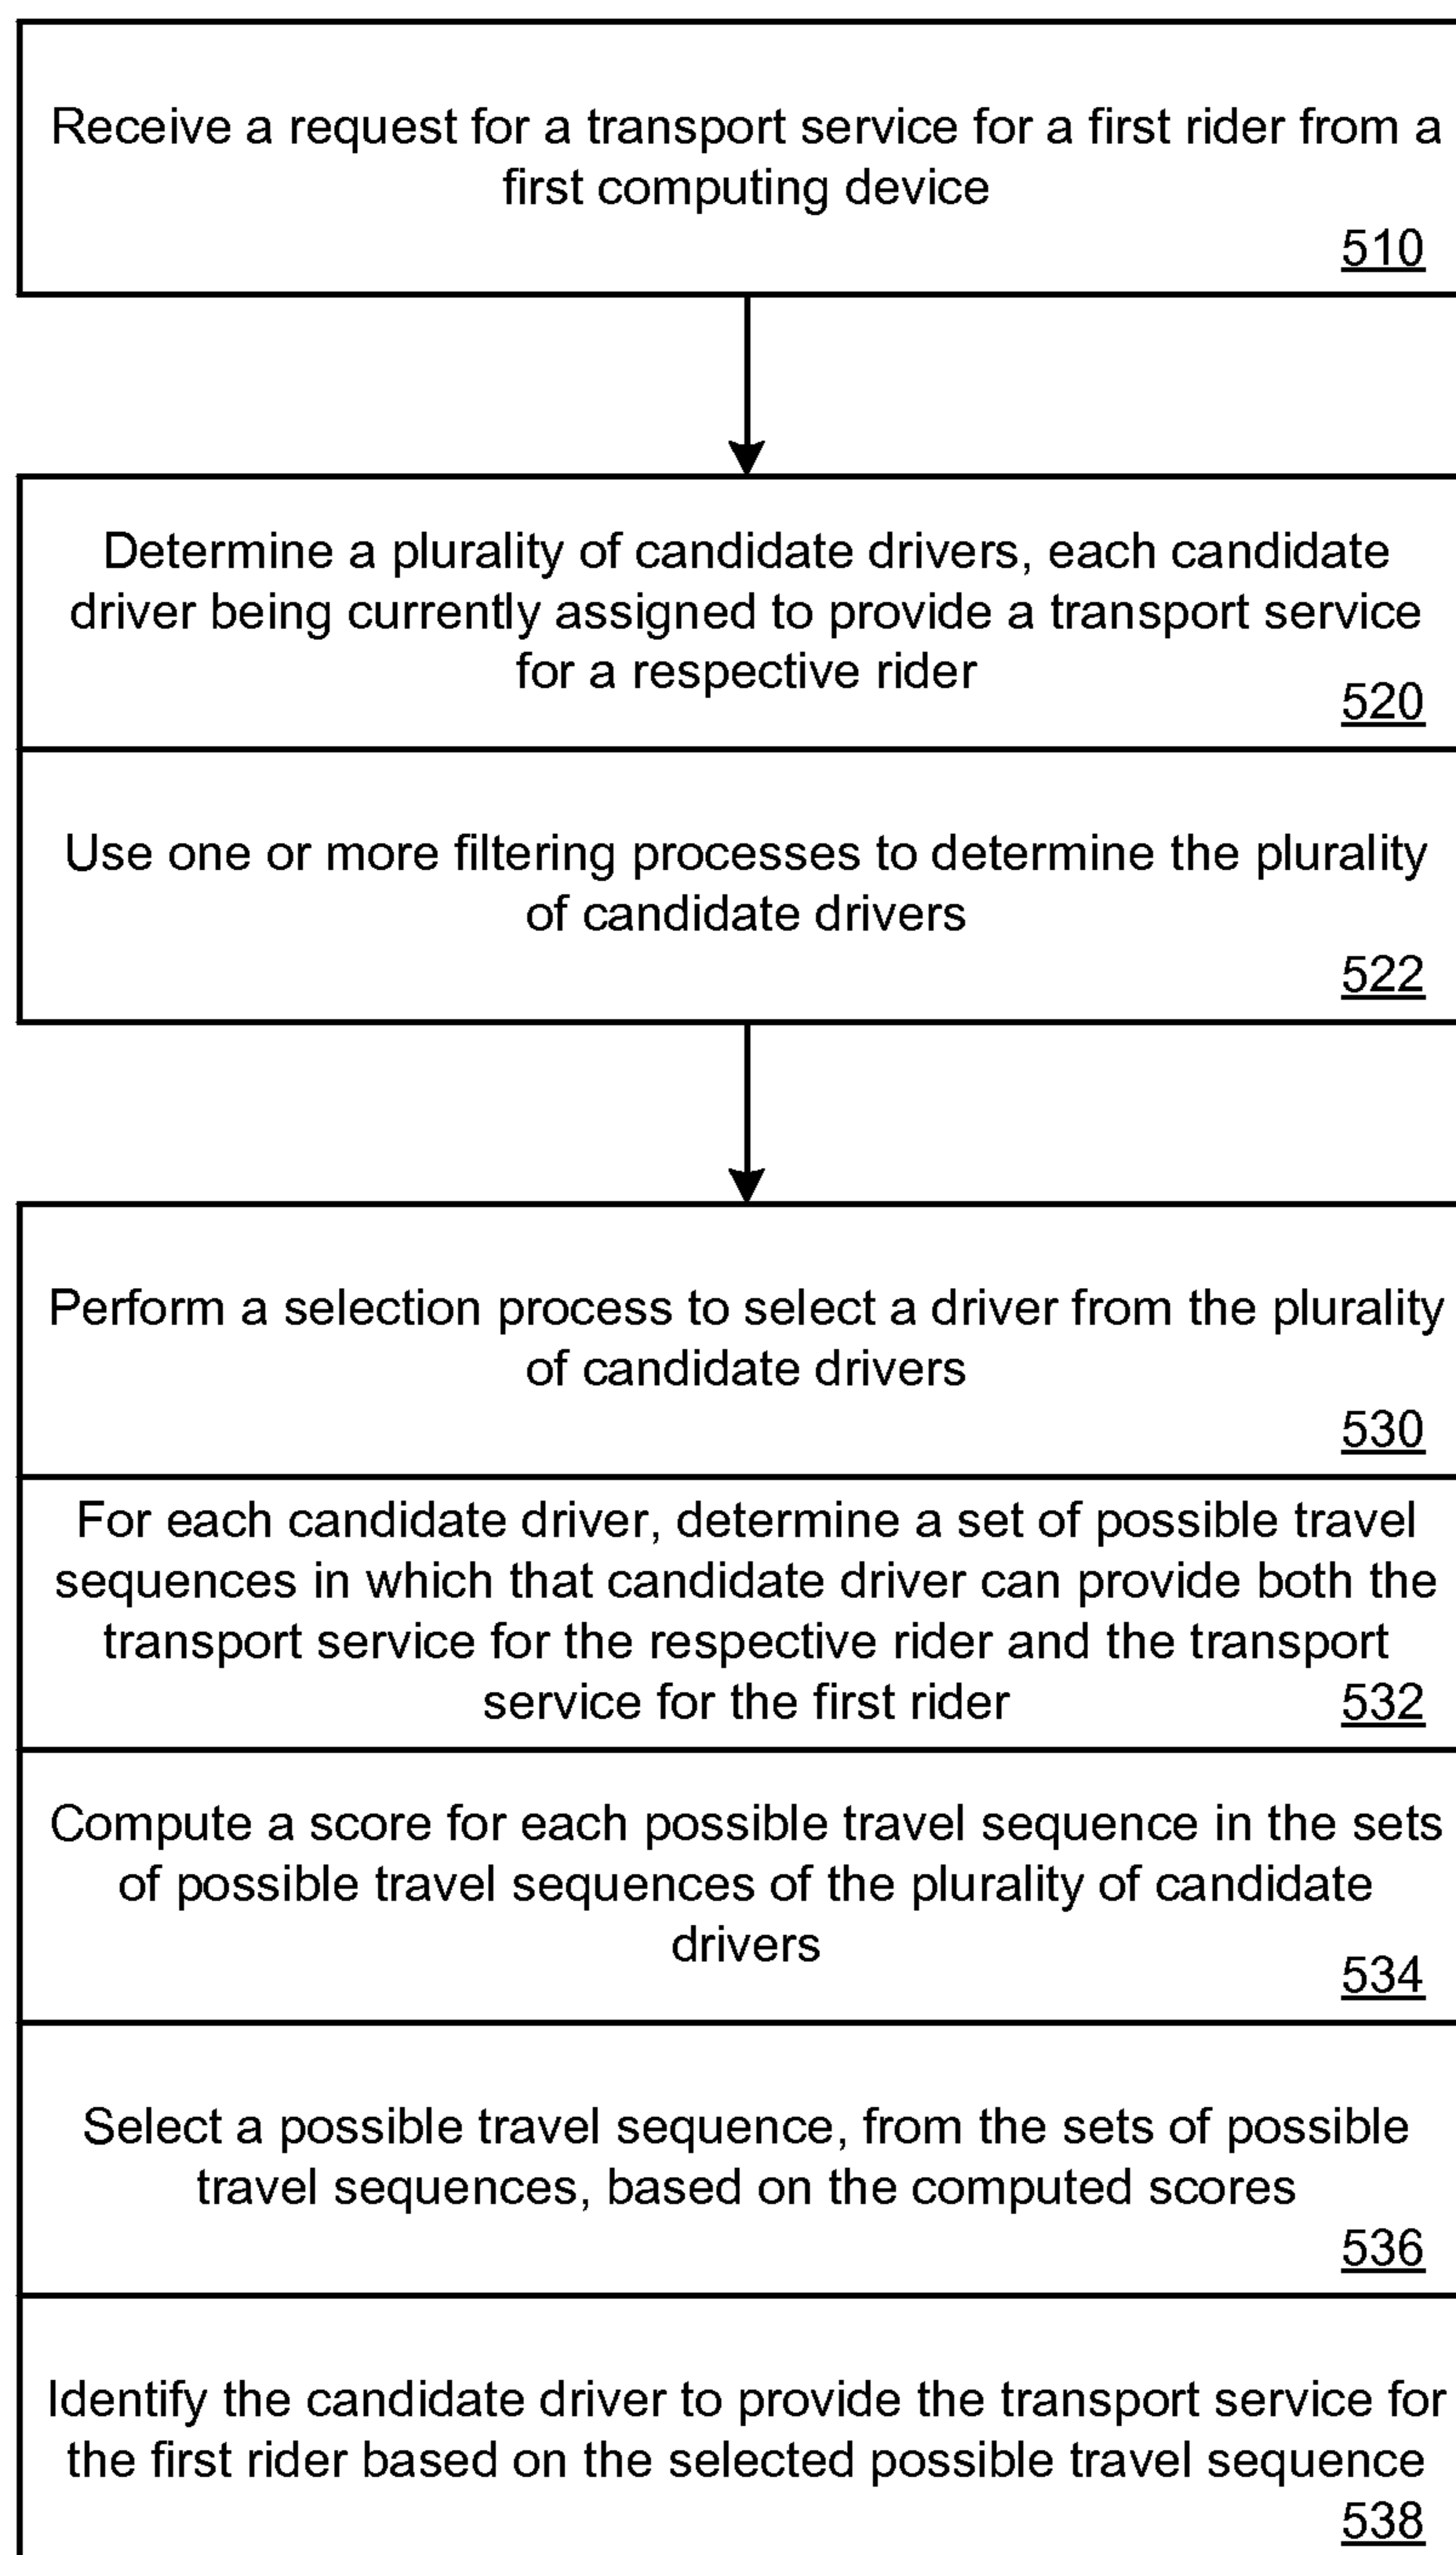 Receive a request for a transport service for a first rider from a
first computing device
510
Determine a plurality of candidate drivers, each candidate
driver being currently assigned to provide a transport service
for a respective rider
520
Use one or more filtering processes to determine the plurality
of candidate drivers
522
Perform a selection process to select a driver from the plurality
of candidate drivers
530
For each candidate driver, determine a set of possible travel
sequences in which that candidate driver can provide both the
transport service for the respective rider and the transport
service for the first rider 532
Compute a score for each possible travel sequence in the sets
of possible travel sequences of the plurality of candidate
drivers
534
Select a possible travel sequence, from the sets of possible
travel sequences, based on the computed scores
536
Identify the candidate driver to provide the transport service for
the first rider based on the selected possible travel sequence
538